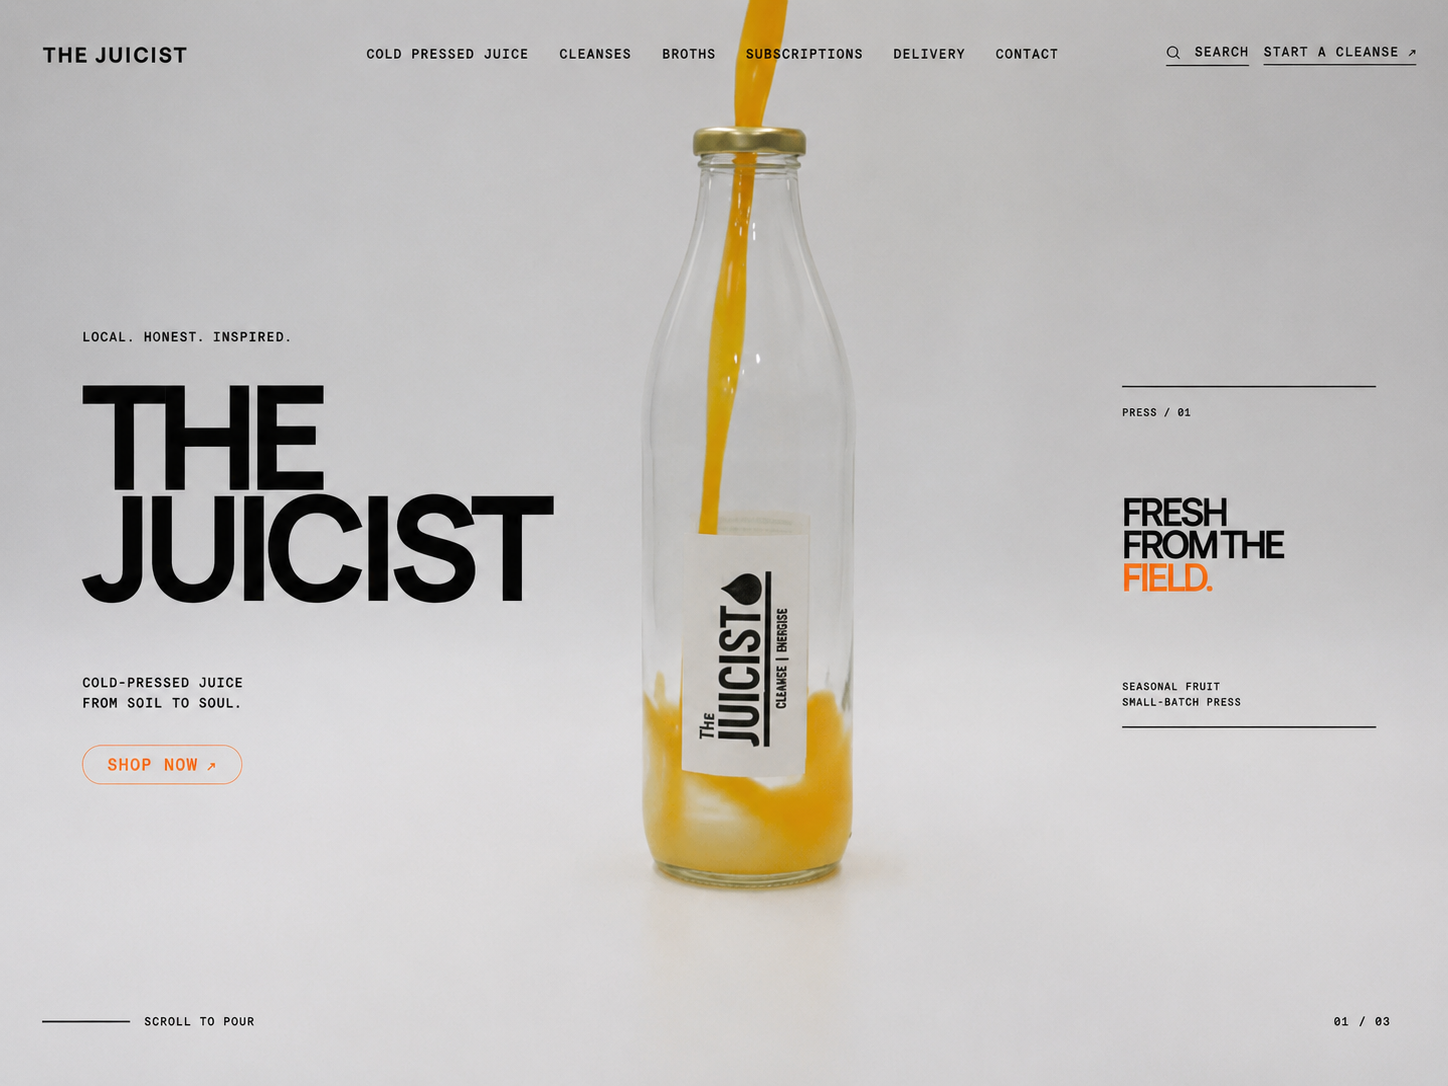 THE JUICIST
COLD PRESSED JUICE
CLEANSES
BROTHS
SUBSCRIPTIONS
DELIVERY
CONTACT
SEARCH
START A CLEANSE ↗
LOCAL. HONEST. INSPIRED.
THE
JUICIST
COLD-PRESSED JUICE
FROM SOIL TO SOUL.
SHOP NOW ↗
THE
JUICIST
CLEANSE | ENERGISE
PRESS / 01
FRESH
FROM THE
FIELD.
SEASONAL FRUIT
SMALL-BATCH PRESS
SCROLL TO POUR
01 / 03